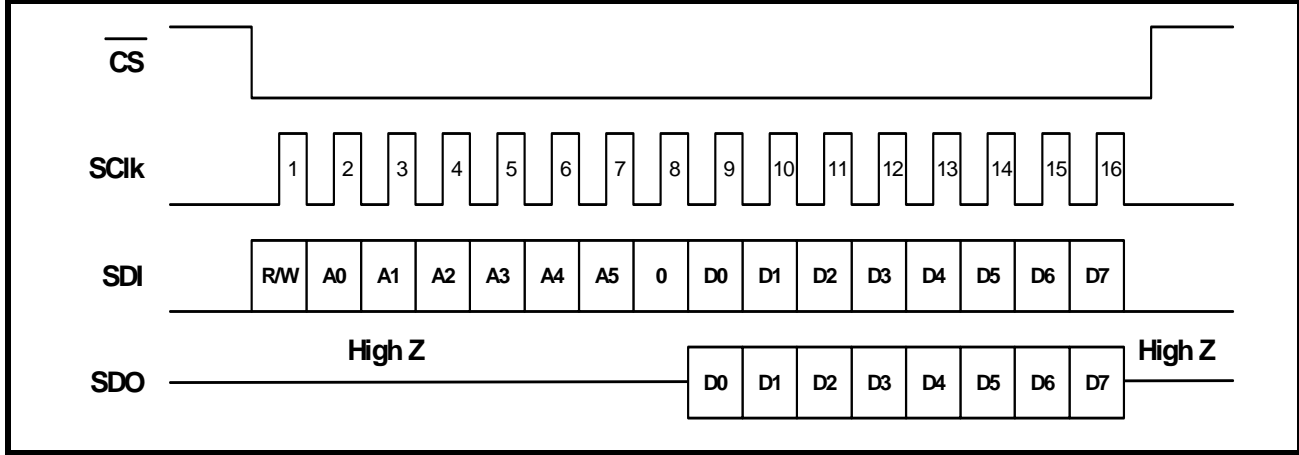 CS
SClk 1 2 3 4 5 6 7 8 9 10 11 12 13 14 15 16
SDI R/W A0 A1 A2 A3 A4 A5 0 D0 D1 D2 D3 D4 D5 D6 D7
High Z High Z
SDO D0 D1 D2 D3 D4 D5 D6 D7